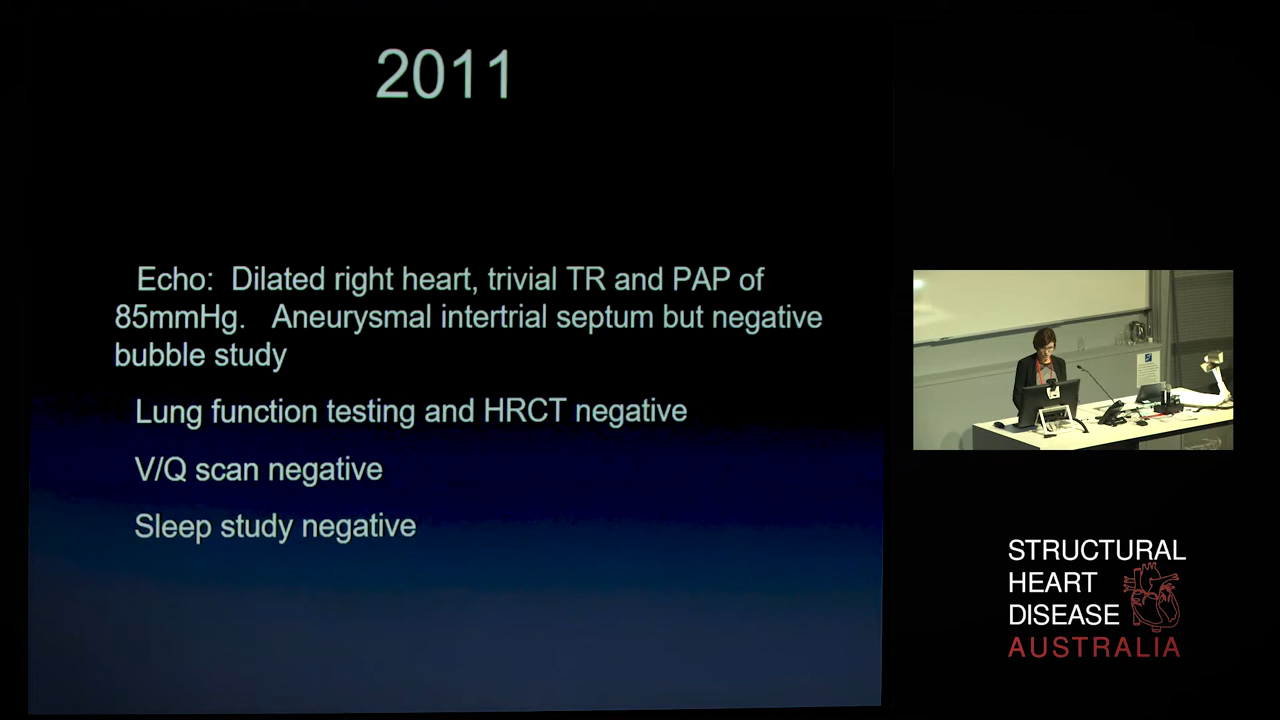 2011
Echo: Dilated right heart, trivial TR and PAP of
85mmHg. Aneurysmal intertrial septum but negative
bubble study
Lung function testing and HRCT negative
V/Q scan negative
Sleep study negative
STRUCTURAL
HEART
DISEASE
AUSTRALIA